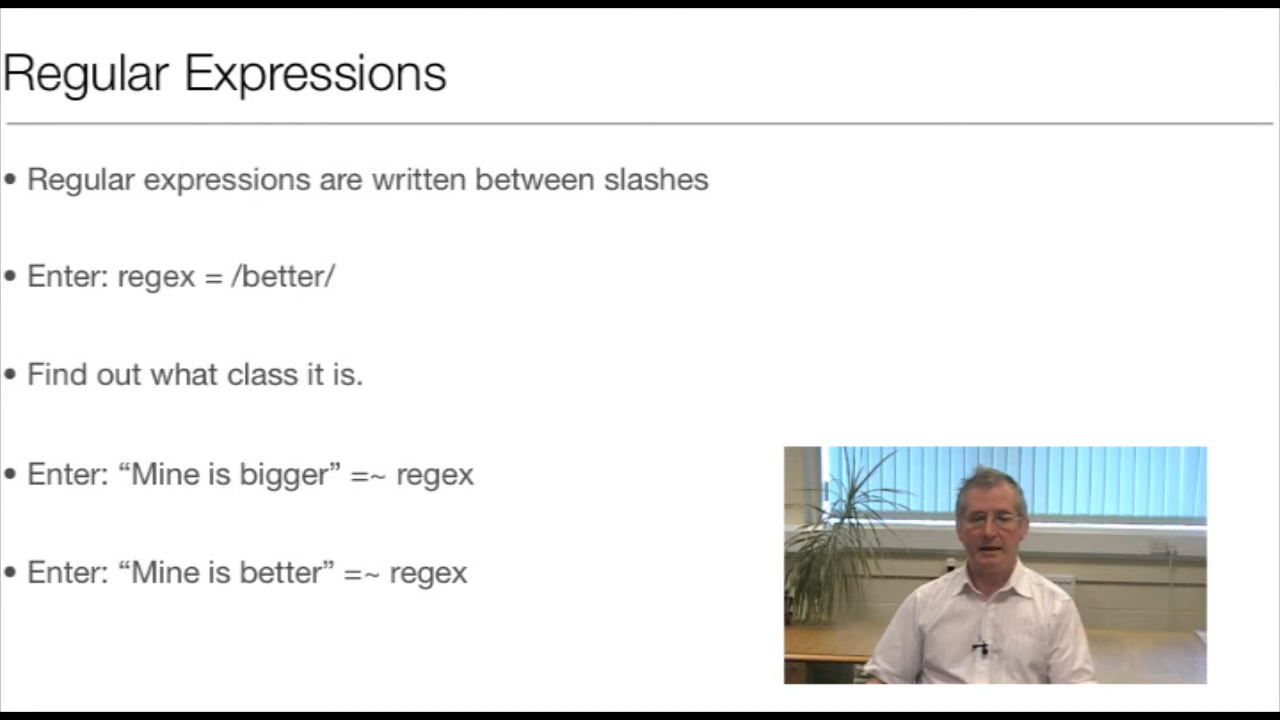 Regular Expressions
• Regular expressions are written between slashes
• Enter: regex = /better/
• Find out what class it is.
• Enter: “Mine is bigger” =~ regex
• Enter: “Mine is better” =~ regex